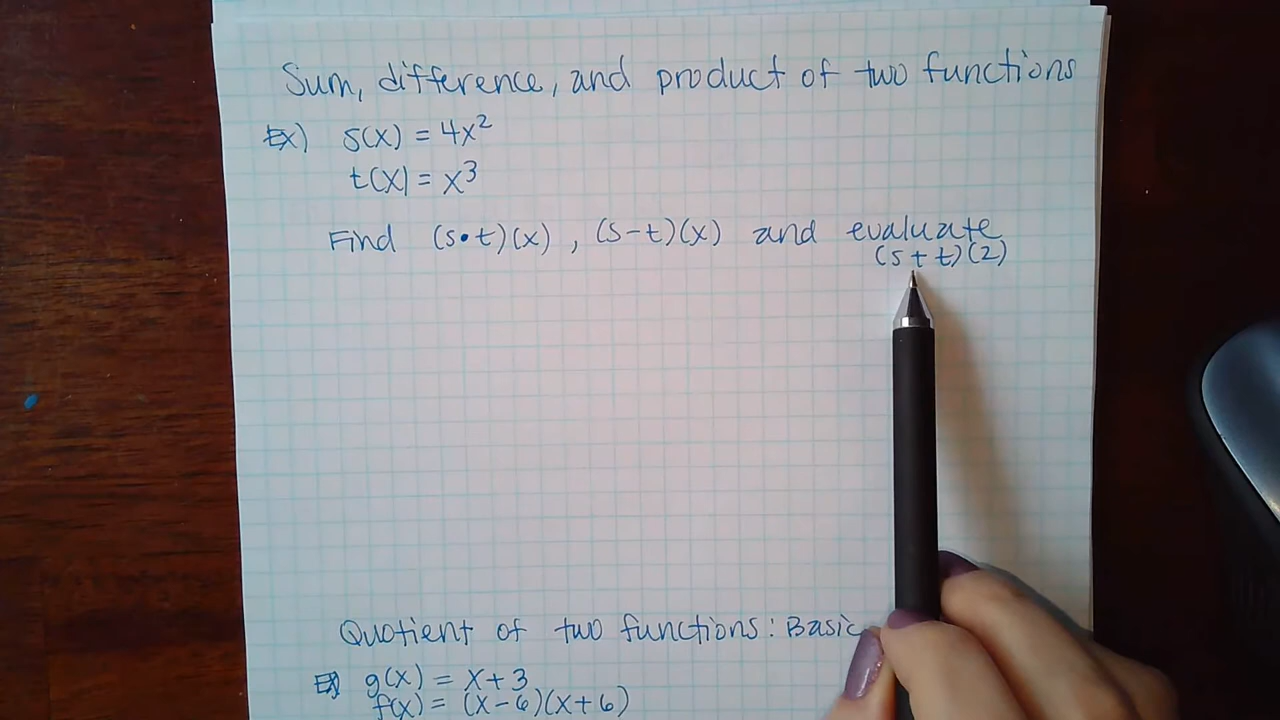 Sum, difference, and product of two functions
Ex) s(x) = 4x²
t(x) = x³
Find (s•t)(x), (s-t)(x) and evaluate
(s+t)(2)
Quotient of two functions: Basic
Ex) g(x) = x+3
f(x) = (x-6)(x+6)